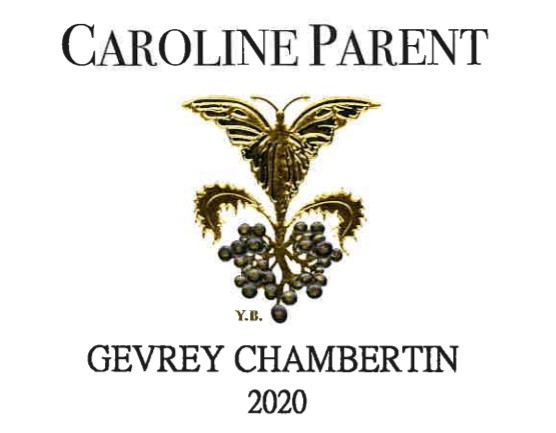 CAROLINE PARENT
Y.B.
GEVREY CHAMBERTIN
2020